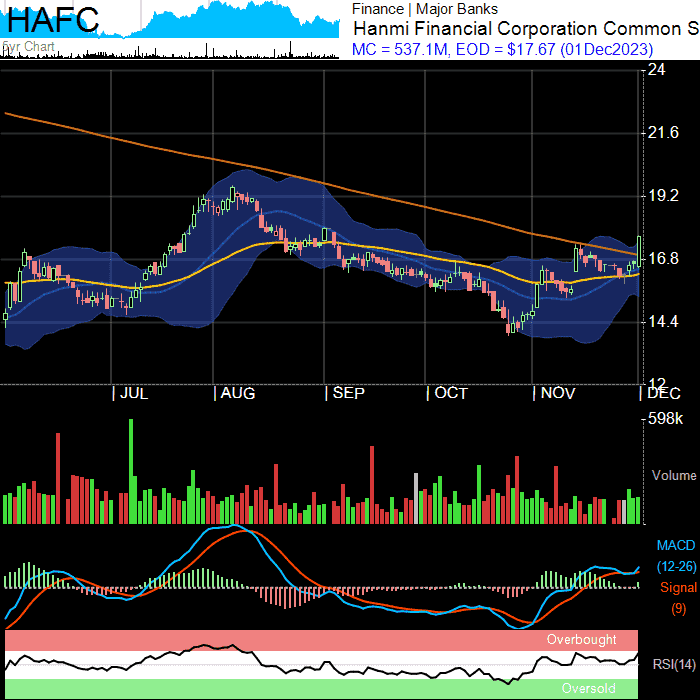 HAFC
5yr Chart
Finance | Major Banks
Hanmi Financial Corporation Common S
MC = 537.1M, EOD = $17.67 (01Dec2023)
24
21.6
19.2
16.8
14.4
12
JUL AUG SEP OCT NOV DEC
598k
Volume
MACD
(12-26)
Signal
(9)
Overbought
RSI(14)
Oversold